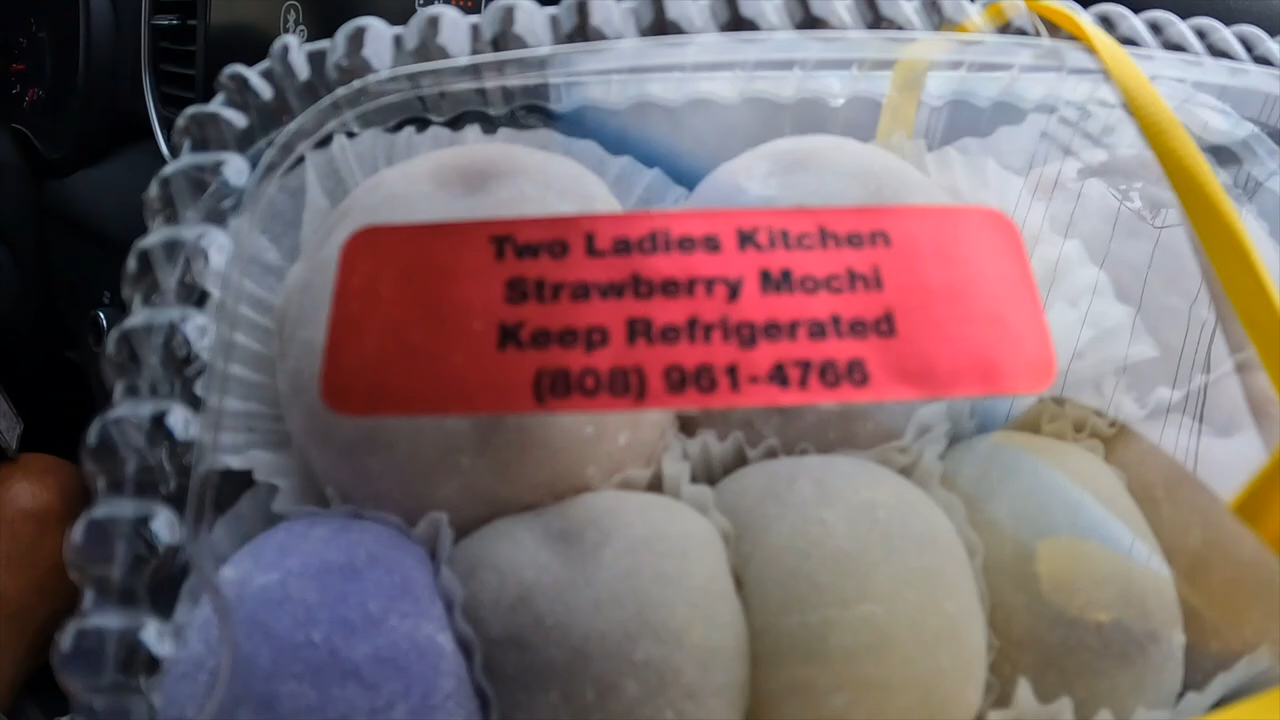 Two Ladies Kitchen
Strawberry Mochi
Keep Refrigerated
(808) 961-4766